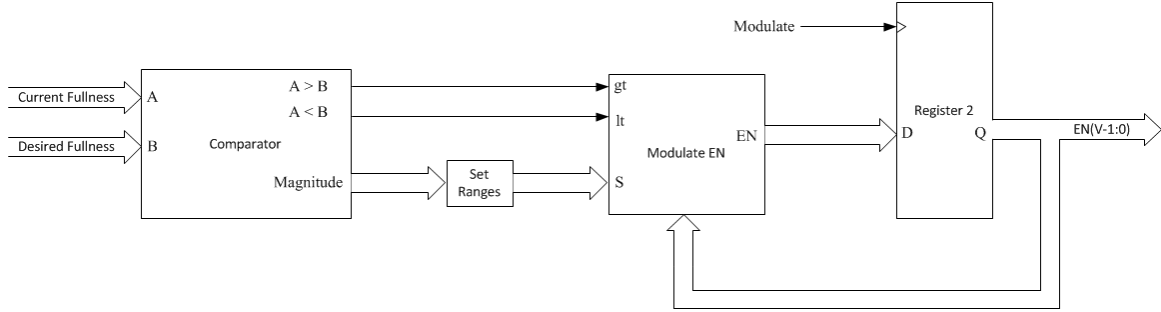 Modulate
Current Fullness
Desired Fullness
A
B
A > B
A < B
Comparator
Magnitude
Set
Ranges
gt
lt
S
Modulate EN
EN
D
Register 2
Q
EN(V-1:0)